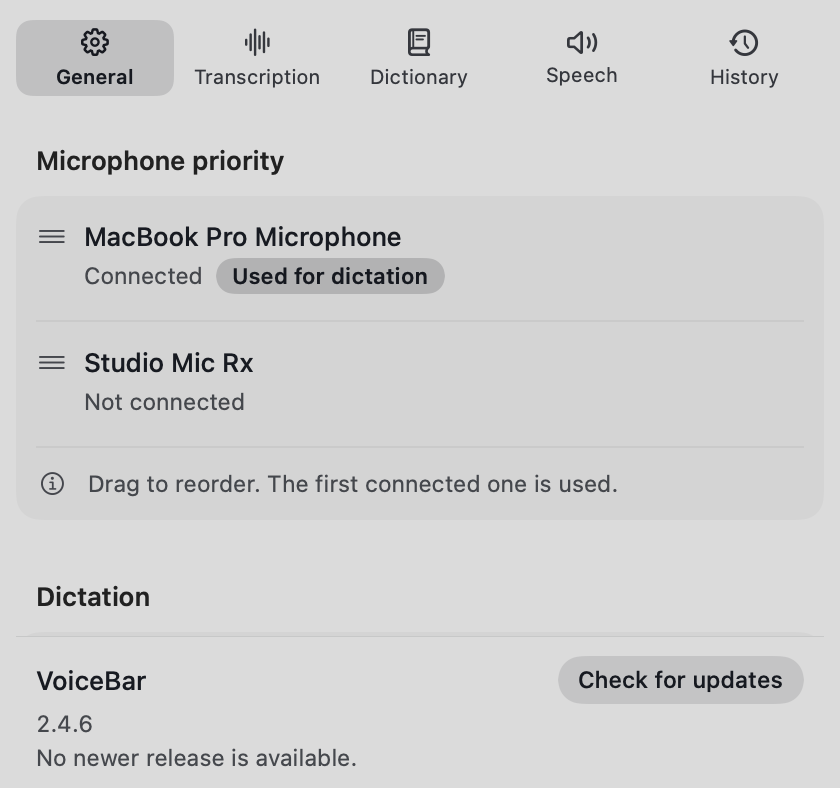 General
Transcription
Dictionary
Speech
History
Microphone priority
MacBook Pro Microphone
Connected
Used for dictation
Studio Mic Rx
Not connected
Drag to reorder. The first connected one is used.
Dictation
VoiceBar
Check for updates
2.4.6
No newer release is available.